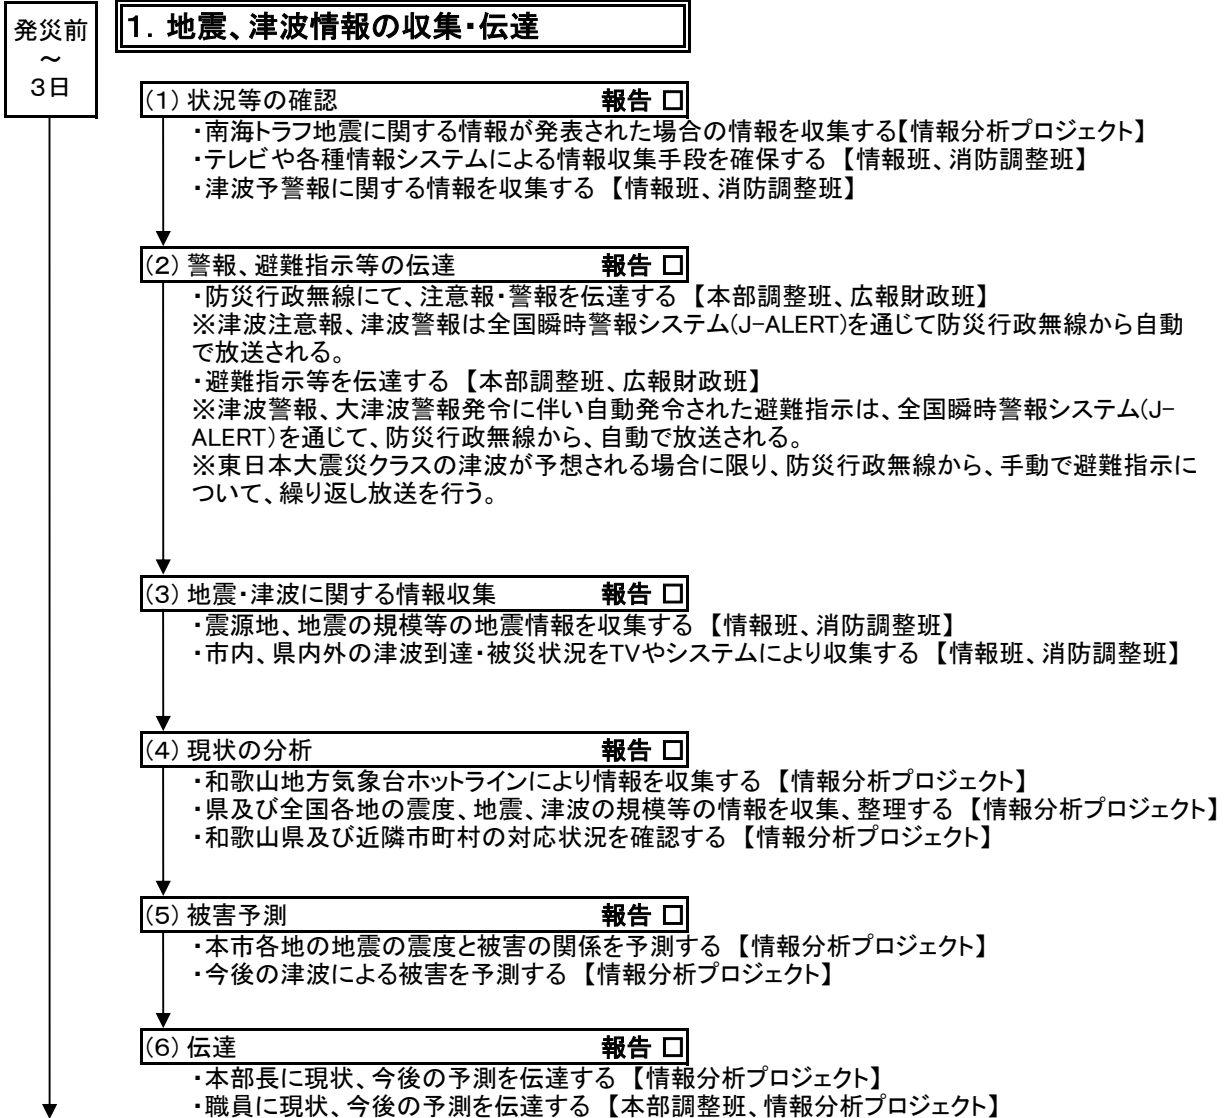 発災前
～
３日
１．地震、津波情報の収集・伝達
(１) 状況等の確認 報告 □
・南海トラフ地震に関する情報が発表された場合の情報を収集する【情報分析プロジェクト】
・テレビや各種情報システムによる情報収集手段を確保する 【情報班、消防調整班】
・津波予警報に関する情報を収集する 【情報班、消防調整班】
(２) 警報、避難指示等の伝達 報告 □
・防災行政無線にて、注意報・警報を伝達する 【本部調整班、広報財政班】
※津波注意報、津波警報は全国瞬時警報システム(J-ALERT)を通じて防災行政無線から自動
で放送される。
・避難指示等を伝達する 【本部調整班、広報財政班】
※津波警報、大津波警報発令に伴い自動発令された避難指示は、全国瞬時警報システム(J-
ALERT)を通じて、防災行政無線から、自動で放送される。
※東日本大震災クラスの津波が予想される場合に限り、防災行政無線から、手動で避難指示に
ついて、繰り返し放送を行う。
(３) 地震・津波に関する情報収集 報告 □
・震源地、地震の規模等の地震情報を収集する 【情報班、消防調整班】
・市内、県内外の津波到達・被災状況をTVやシステムにより収集する 【情報班、消防調整班】
(４) 現状の分析 報告 □
・和歌山地方気象台ホットラインにより情報を収集する 【情報分析プロジェクト】
・県及び全国各地の震度、地震、津波の規模等の情報を収集、整理する 【情報分析プロジェクト】
・和歌山県及び近隣市町村の対応状況を確認する 【情報分析プロジェクト】
(５) 被害予測 報告 □
・本市各地の地震の震度と被害の関係を予測する 【情報分析プロジェクト】
・今後の津波による被害を予測する 【情報分析プロジェクト】
(６) 伝達 報告 □
・本部長に現状、今後の予測を伝達する 【情報分析プロジェクト】
・職員に現状、今後の予測を伝達する 【本部調整班、情報分析プロジェクト】